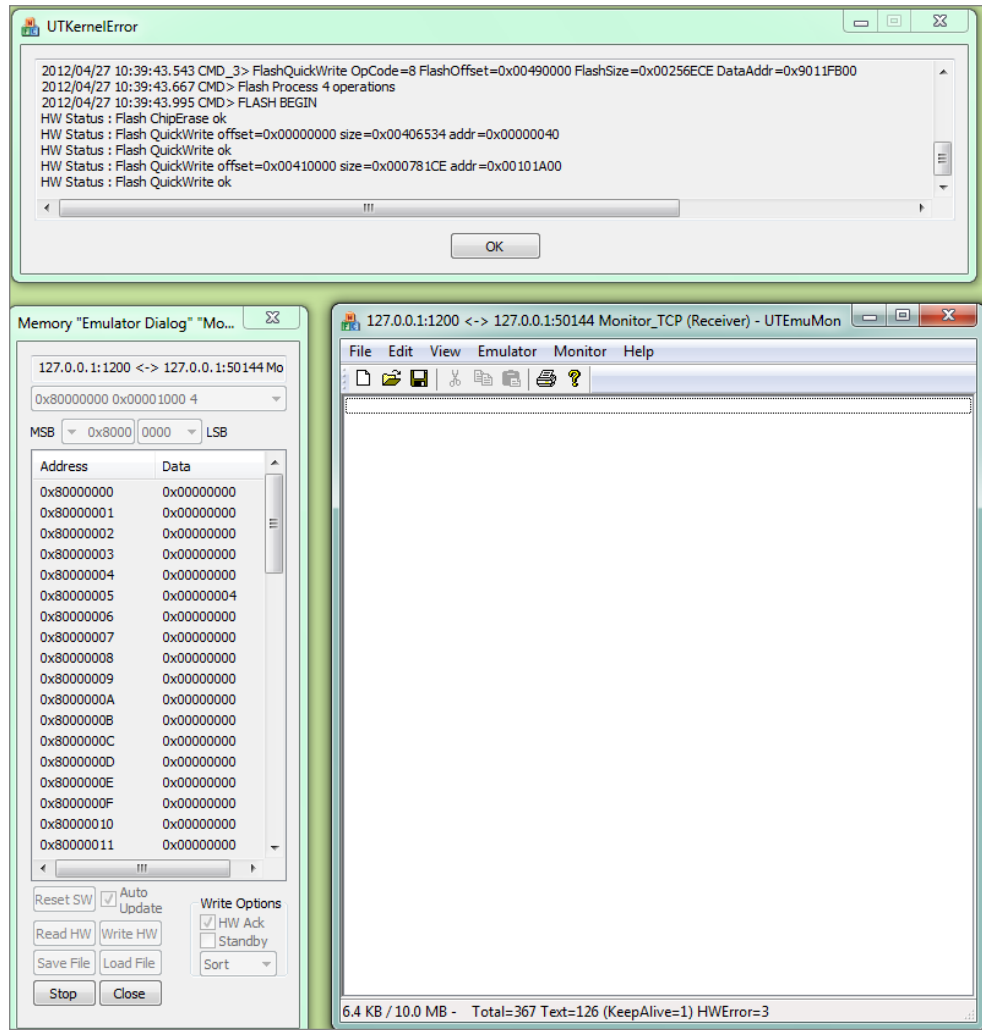 UTKernelError
2012/04/27 10:39:43.543 CMD_3> FlashQuickWrite OpCode=8 FlashOffset=0x00490000 FlashSize=0x00256ECE DataAddr=0x9011FB00
2012/04/27 10:39:43.667 CMD> Flash Process 4 operations
2012/04/27 10:39:43.995 CMD> FLASH BEGIN
HW Status : Flash ChipErase ok
HW Status : Flash QuickWrite offset=0x00000000 size=0x00406534 addr=0x00000040
HW Status : Flash QuickWrite ok
HW Status : Flash QuickWrite offset=0x00410000 size=0x000781CE addr=0x00101A00
HW Status : Flash QuickWrite ok
OK
Memory "Emulator Dialog" "Mo...
127.0.0.1:1200 <-> 127.0.0.1:50144 Mo
0x80000000 0x00001000 4
MSB 0x8000 0000 LSB
Address Data
0x80000000 0x00000000
0x80000001 0x00000000
0x80000002 0x00000000
0x80000003 0x00000000
0x80000004 0x00000000
0x80000005 0x00000004
0x80000006 0x00000000
0x80000007 0x00000000
0x80000008 0x00000000
0x80000009 0x00000000
0x8000000A 0x00000000
0x8000000B 0x00000000
0x8000000C 0x00000000
0x8000000D 0x00000000
0x8000000E 0x00000000
0x8000000F 0x00000000
0x80000010 0x00000000
0x80000011 0x00000000
Reset SW Auto Update
Read HW Write HW
Save File Load File
Stop Close
Write Options
HW Ack
Standby
Sort
127.0.0.1:1200 <-> 127.0.0.1:50144 Monitor_TCP (Receiver) - UTEmuMon
File Edit View Emulator Monitor Help
6.4 KB / 10.0 MB - Total=367 Text=126 (KeepAlive=1) HWError=3